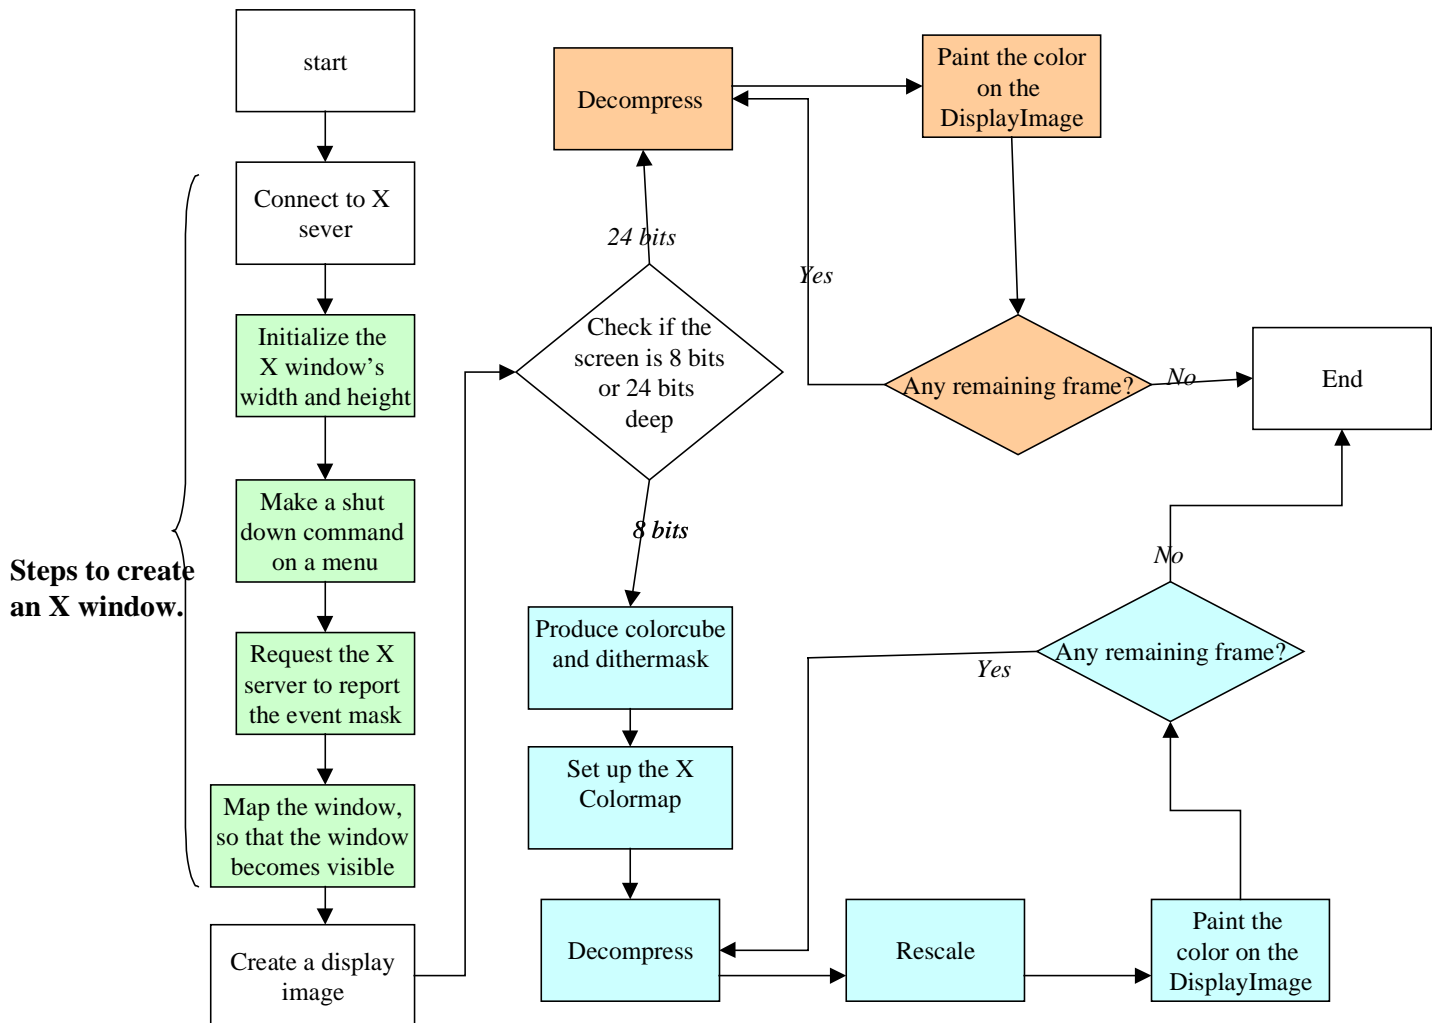 start
Connect to X
sever
Initialize the
X window's
width and height
Make a shut
down command
on a menu
Request the X
server to report
the event mask
Map the window,
so that the window
becomes visible
Create a display
image
Steps to create
an X window.
Decompress
Paint the color
on the
DisplayImage
24 bits
Yes
Check if the
screen is 8 bits
or 24 bits
deep
Any remaining frame?
No
End
8 bits
Produce colorcube
and dithermask
Set up the X
Colormap
Decompress
Rescale
Paint the
color on the
DisplayImage
Any remaining frame?
Yes
No